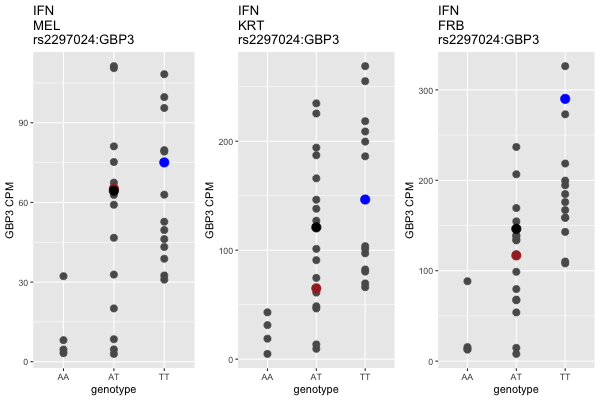 IFN
MEL
rs2297024:GBP3
GBP3 CPM
90
60
30
0
AA
AT
TT
genotype
IFN
KRT
rs2297024:GBP3
GBP3 CPM
200
100
0
AA
AT
TT
genotype
IFN
FRB
rs2297024:GBP3
GBP3 CPM
300
200
100
0
AA
AT
TT
genotype